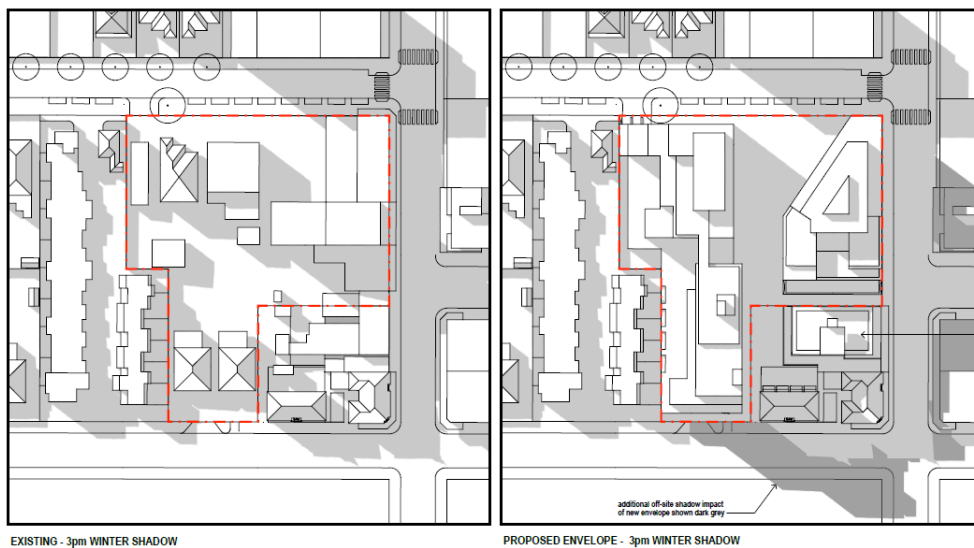 additional off-site shadow impact
of new envelope shown dark grey
EXISTING - 3pm WINTER SHADOW
PROPOSED ENVELOPE - 3pm WINTER SHADOW